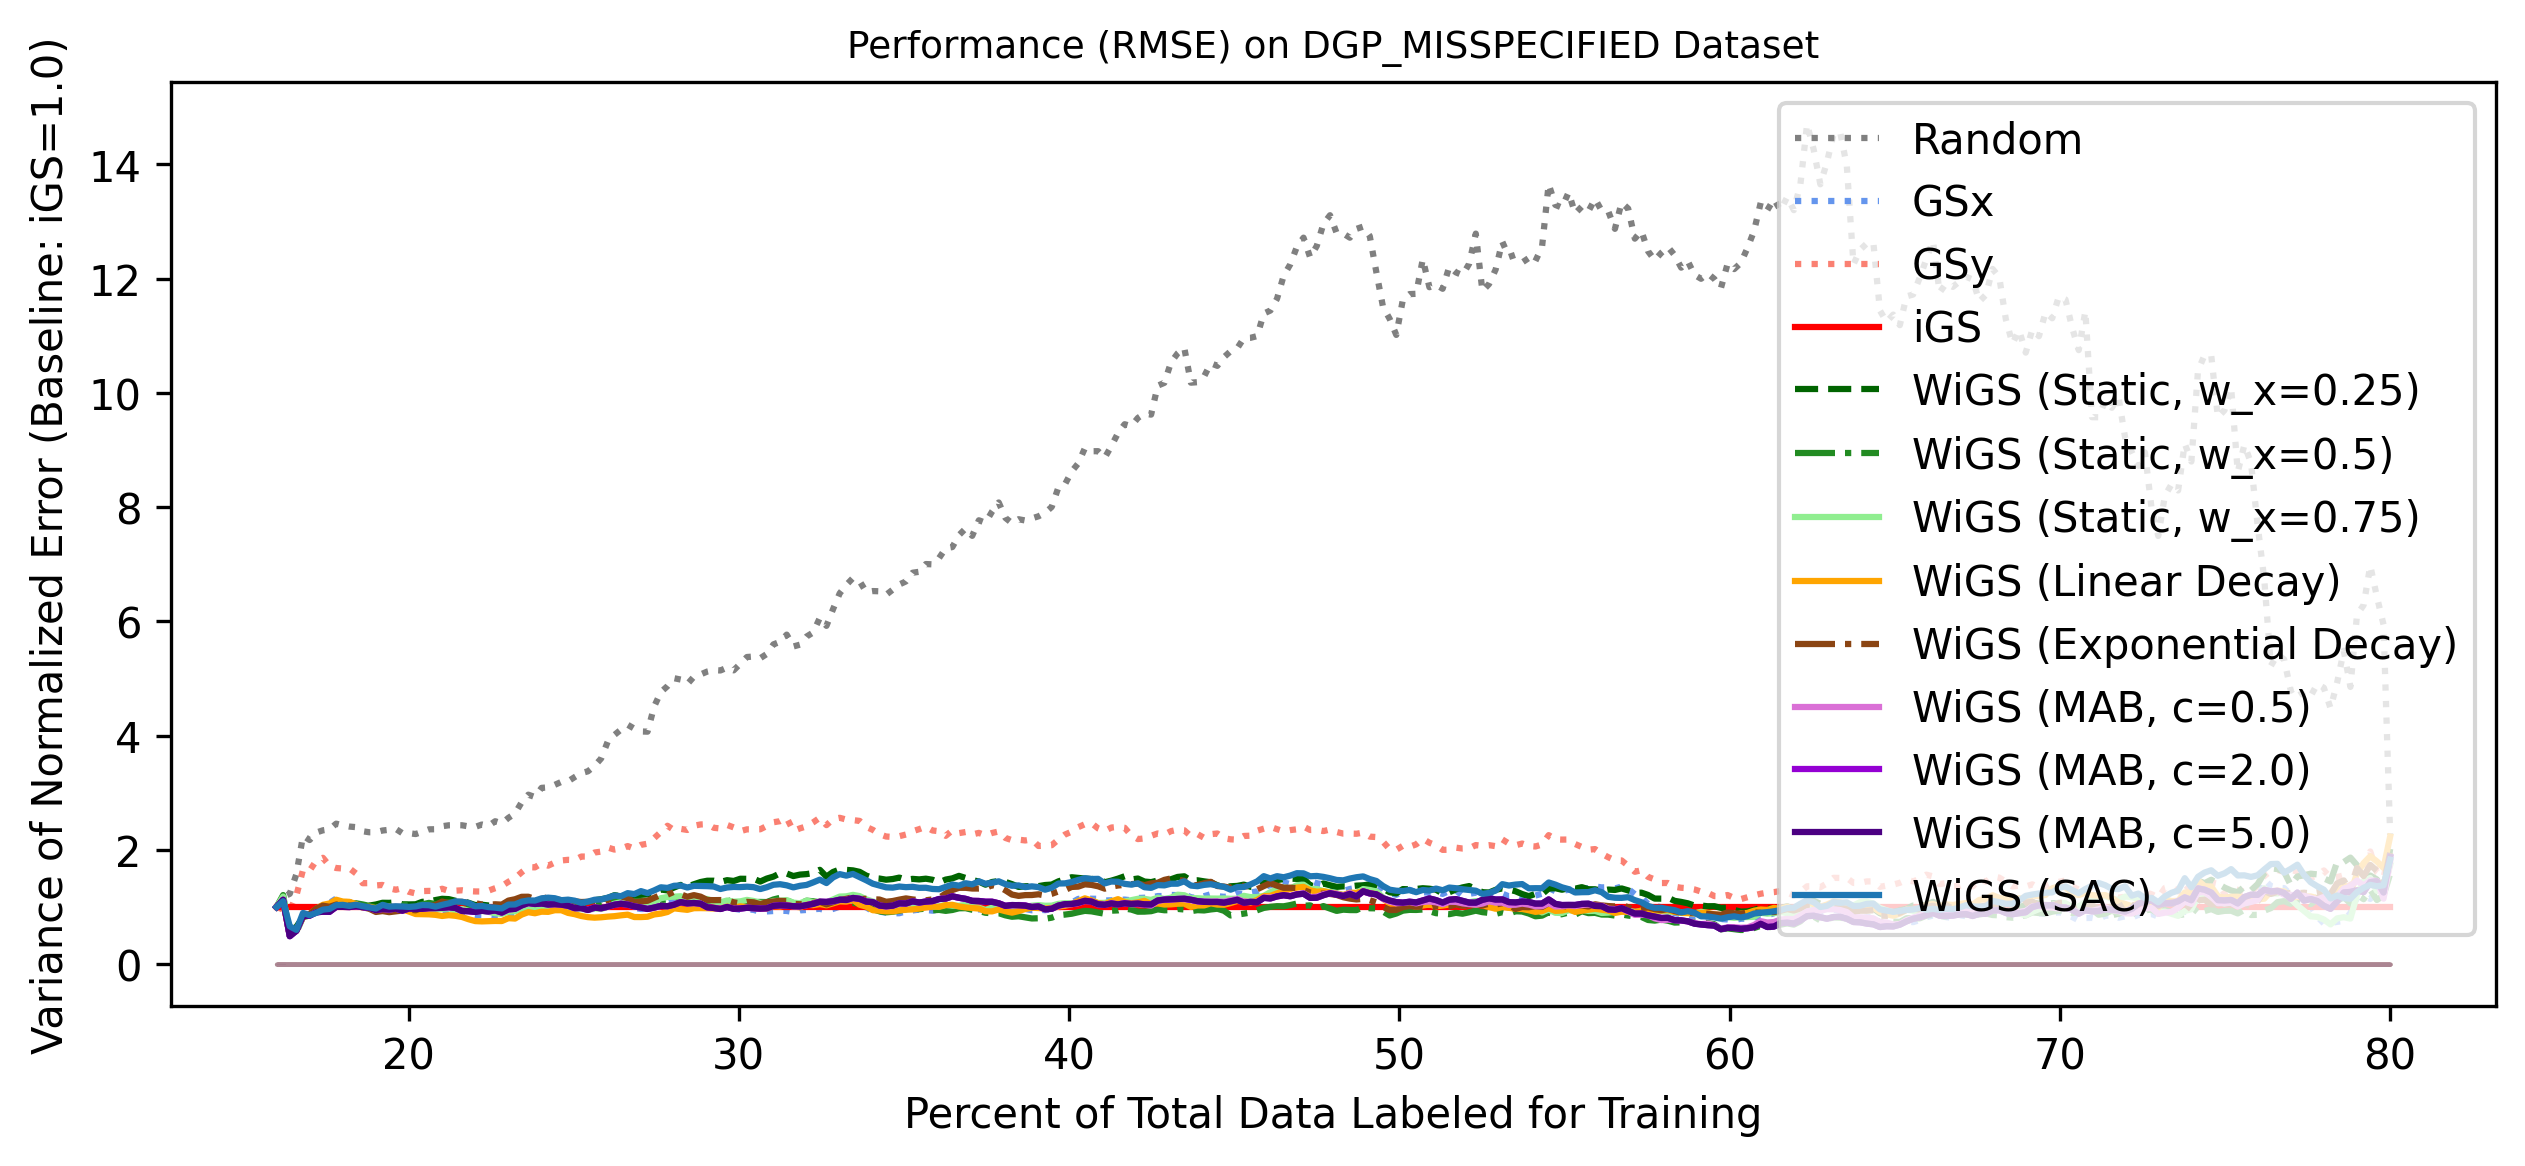 Performance (RMSE) on DGP_MISSPECIFIED Dataset
Variance of Normalized Error (Baseline: iGS=1.0)
14
12
10
8
6
4
2
0
Random
GSx
GSy
iGS
WiGS (Static, w_x=0.25)
WiGS (Static, w_x=0.5)
WiGS (Static, w_x=0.75)
WiGS (Linear Decay)
WiGS (Exponential Decay)
WiGS (MAB, c=0.5)
WiGS (MAB, c=2.0)
WiGS (MAB, c=5.0)
WiGS (SAC)
20 30 40 50 60 70 80
Percent of Total Data Labeled for Training